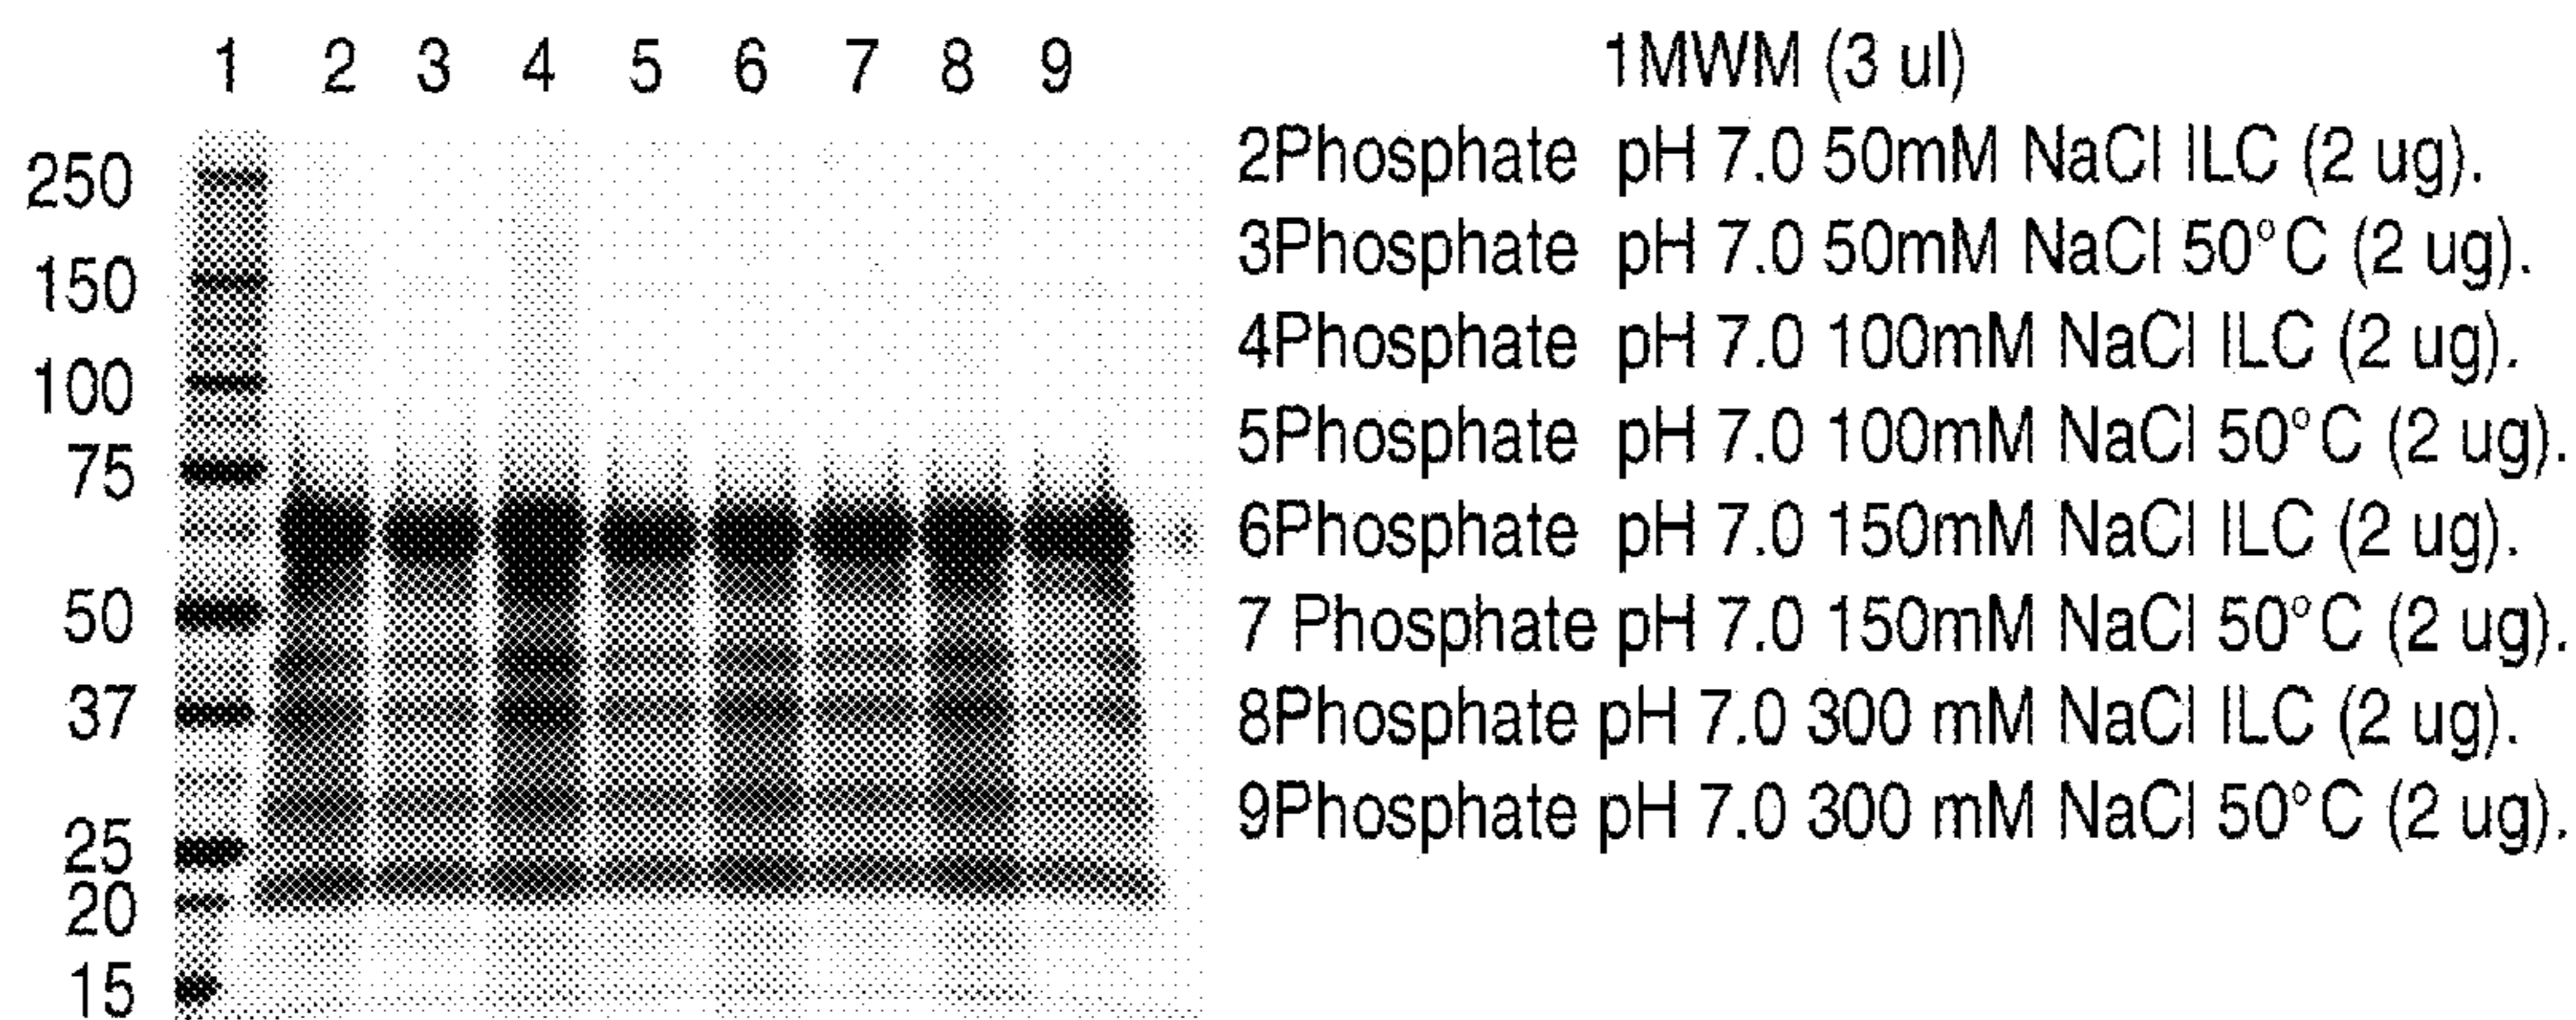 1 2 3 4 5 6 7 8 9
250
150
100
75
50
37
25
20
15
1MWM (3 ul)
2Phosphate pH 7.0 50mM NaCl ILC (2 ug).
3Phosphate pH 7.0 50mM NaCl 50°C (2 ug).
4Phosphate pH 7.0 100mM NaCl ILC (2 ug).
5Phosphate pH 7.0 100mM NaCl 50°C (2 ug).
6Phosphate pH 7.0 150mM NaCl ILC (2 ug).
7 Phosphate pH 7.0 150mM NaCl 50°C (2 ug).
8Phosphate pH 7.0 300 mM NaCl ILC (2 ug).
9Phosphate pH 7.0 300 mM NaCl 50°C (2 ug).